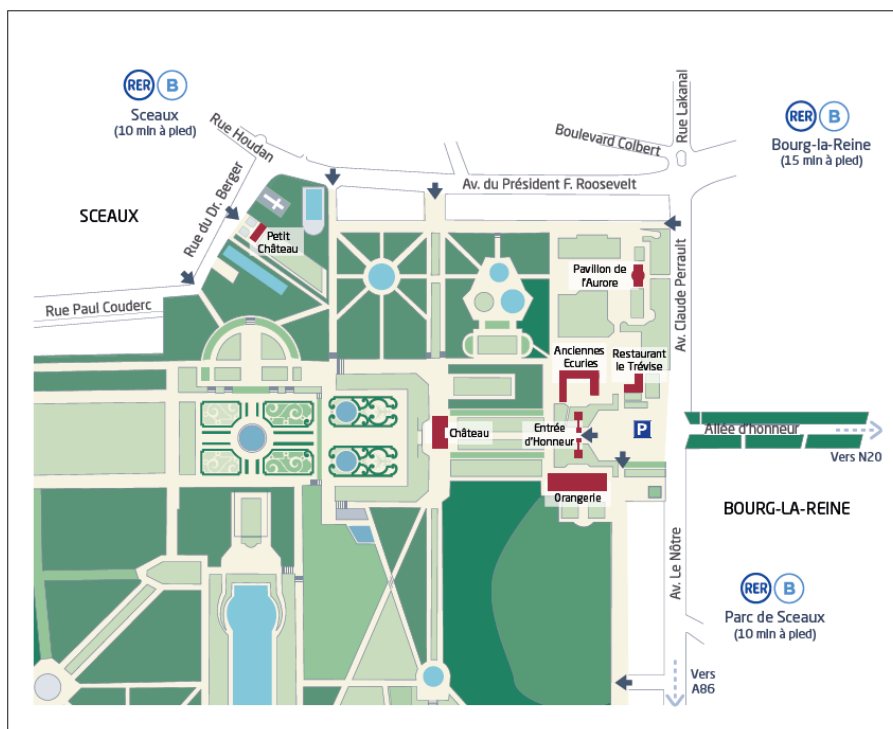 RER B
Sceaux
(10 min à pied)
Rue Houdan
Rue Lakanal
Boulevard Colbert
RER B
Bourg-la-Reine
(15 min à pied)
Av. du Président F. Roosevelt
SCEAUX
Rue du Dr. Berger
Petit
Château
Pavillon de
l'Aurore
Rue Paul Couderc
Av. Claude Perrault
Anciennes
Ecuries
Restaurant
le Trévise
Château
Entrée
d'Honneur
P
Allée d'honneur
Vers N20
Orangerie
BOURG-LA-REINE
Av. Le Nôtre
RER B
Parc de Sceaux
(10 min à pied)
Vers
A86